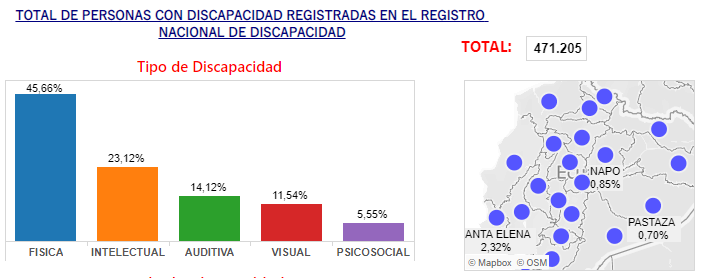 TOTAL DE PERSONAS CON DISCAPACIDAD REGISTRADAS EN EL REGISTRO
NACIONAL DE DISCAPACIDAD
TOTAL:
471.205
Tipo de Discapacidad
45,66%
23,12%
14,12%
11,54%
5,55%
FISICA
INTELECTUAL
AUDITIVA
VISUAL
PSICOSOCIAL
NAPO
0,85%
PASTAZA
0,70%
ANTA ELENA
2,32%
© Mapbox © OSM